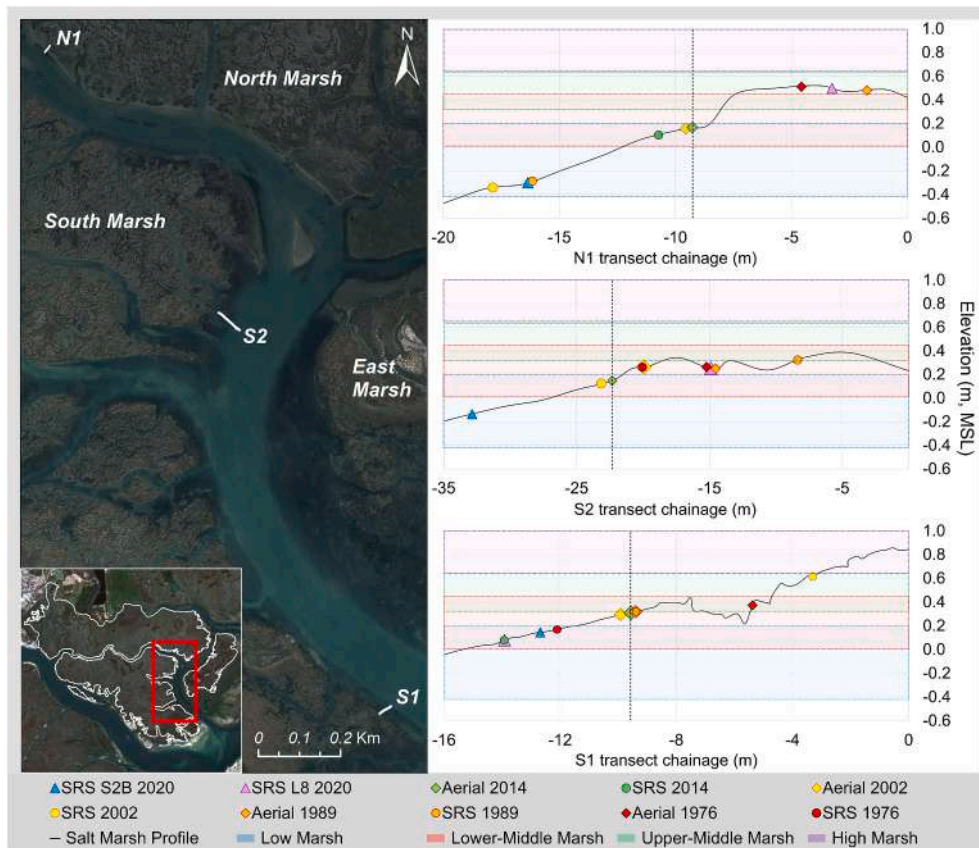 N1
North Marsh
N
South Marsh
S2
East
Marsh
S1
0 0.1 0.2 Km
1.0
0.8
0.6
0.4
0.2
0.0
-0.2
-0.4
-0.6
-20 -15 -10 -5 0
N1 transect chainage (m)
1.0
0.8
0.6
0.4
0.2
0.0
-0.2
-0.4
-0.6
-35 -25 -15 -5
S2 transect chainage (m)
Elevation (m, MSL)
1.0
0.8
0.6
0.4
0.2
0.0
-0.2
-0.4
-0.6
-16 -12 -8 -4 0
S1 transect chainage (m)
SRS S2B 2020 SRS L8 2020 Aerial 2014 SRS 2014 Aerial 2002
SRS 2002 Aerial 1989 SRS 1989 Aerial 1976 SRS 1976
Salt Marsh Profile Low Marsh Lower-Middle Marsh Upper-Middle Marsh High Marsh